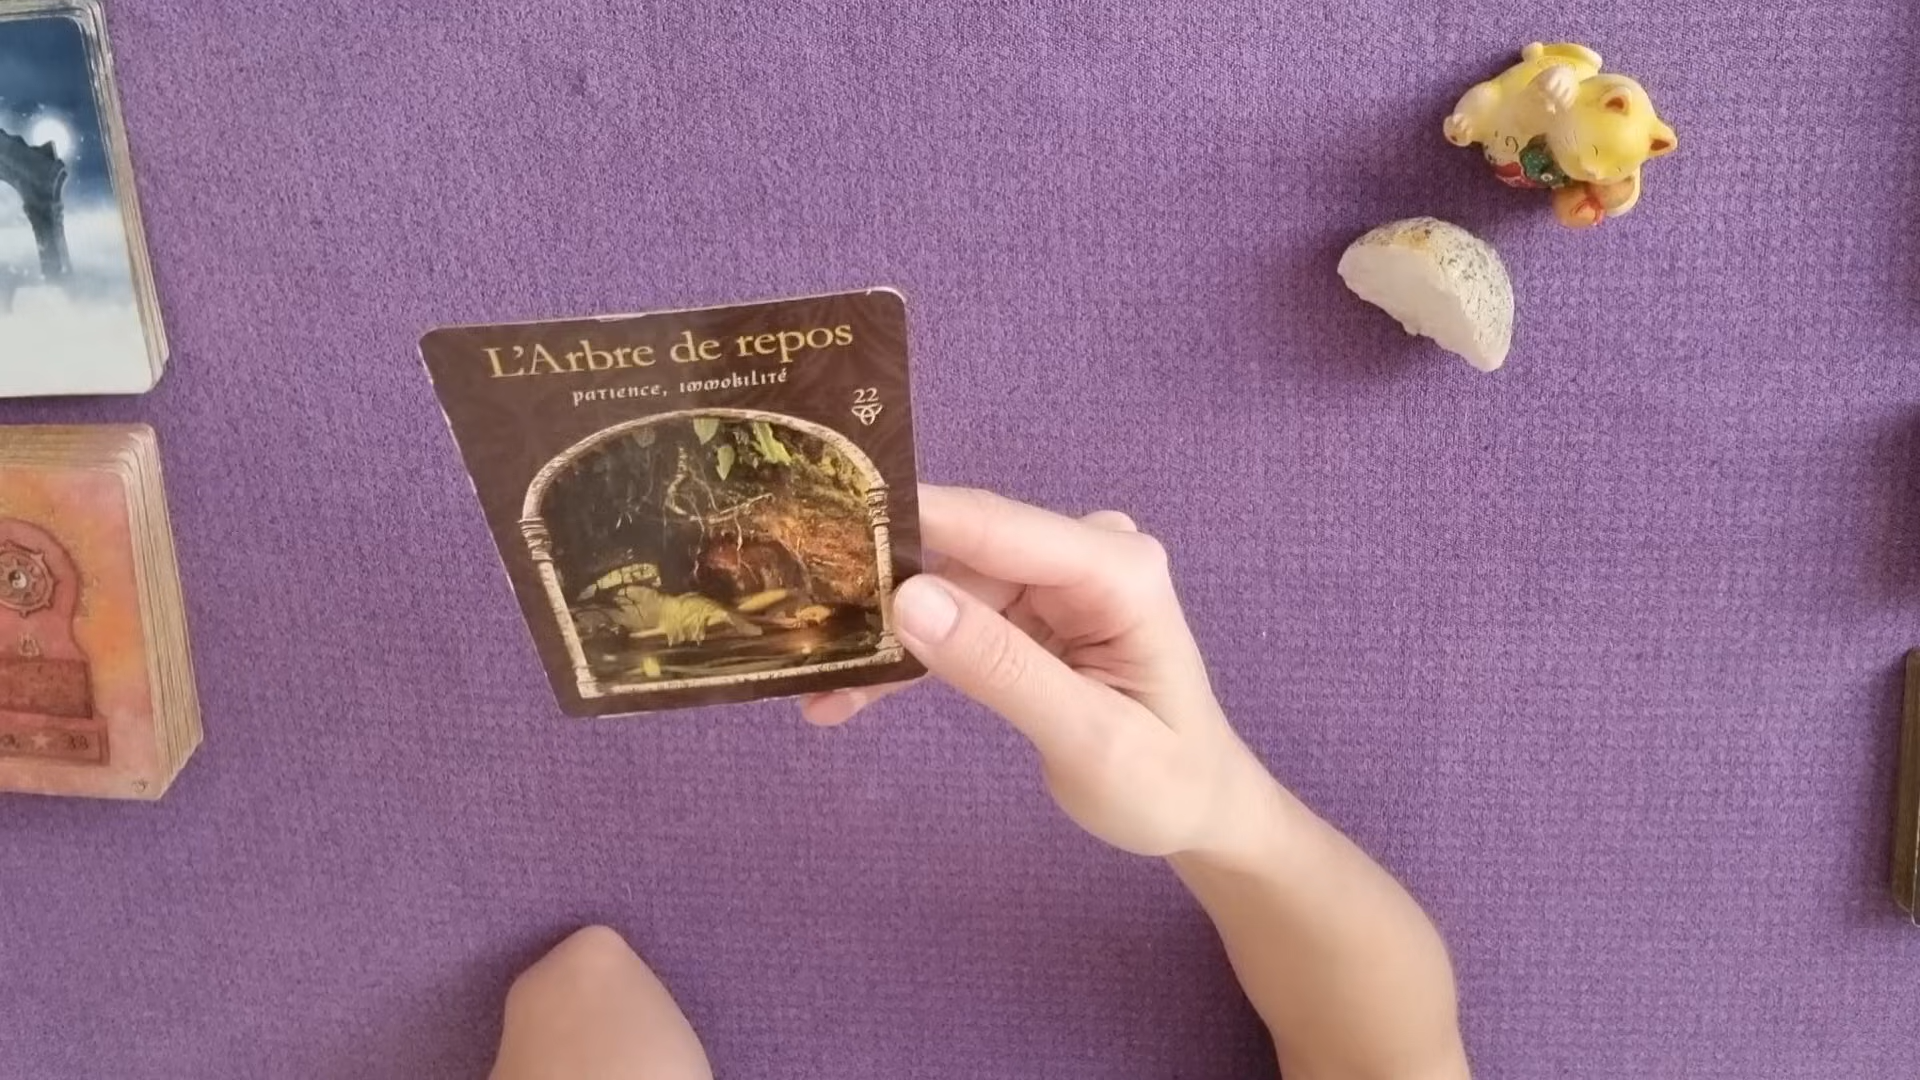 L'Arbre de repos
patience, immobilité
22